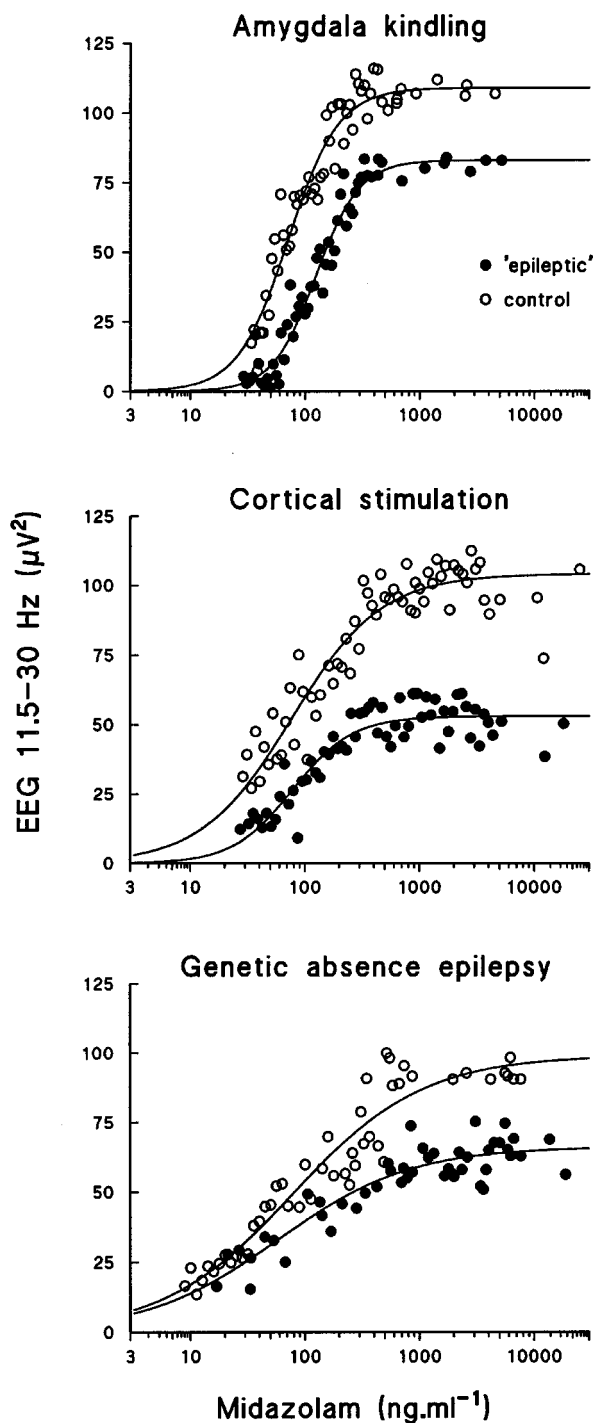 Amygdala kindling
125
100
75
50
25
0
3 10 100 1000 10000
● 'epileptic'
○ control
Cortical stimulation
125
100
75
50
25
0
3 10 100 1000 10000
EEG 11.5–30 Hz (μV²)
Genetic absence epilepsy
125
100
75
50
25
0
3 10 100 1000 10000
Midazolam (ng.ml⁻¹)